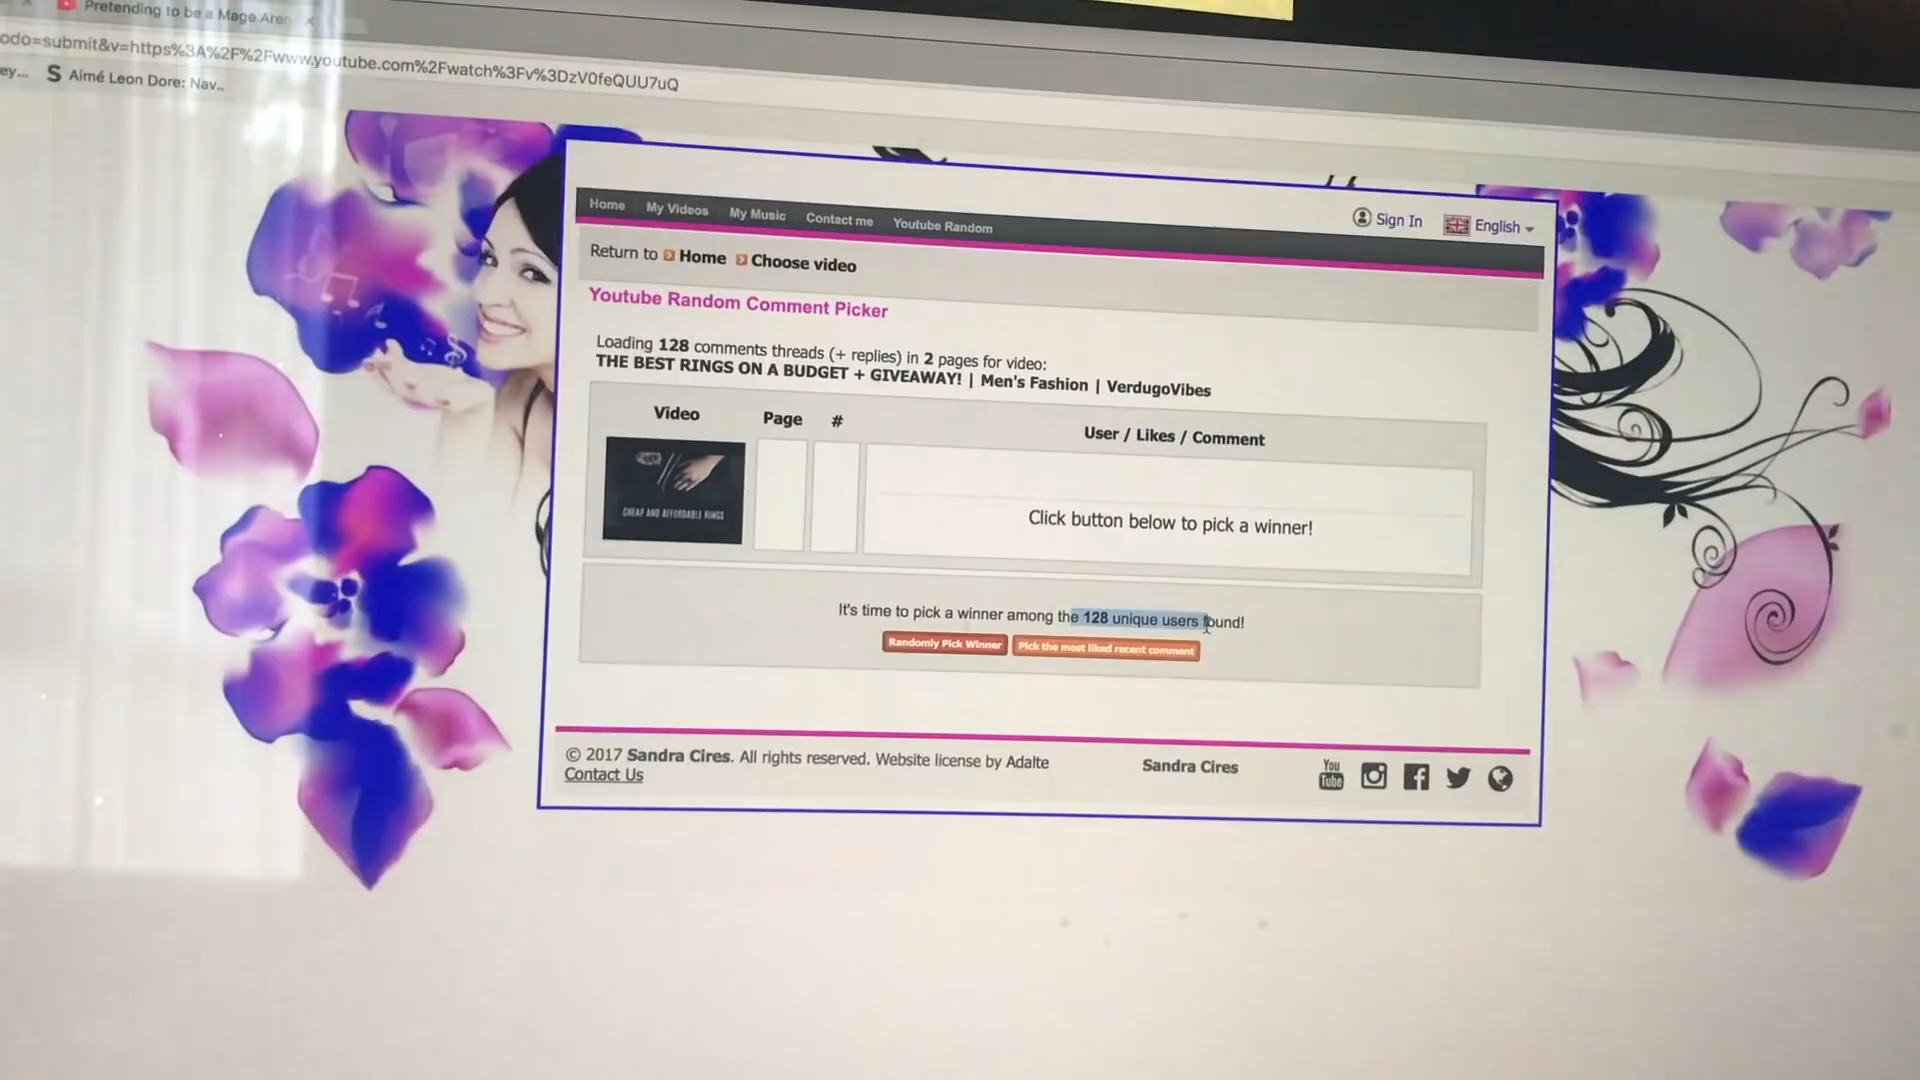 Pretending to be a Mage Aren
odo=submit&v=https%3A%2F%2Fwww.youtube.com%2Fwatch%3Fv%3DzV0feQUU7uQ
ey... S Aimé Leon Dore: Nav..
Sign In English
Home My Videos My Music Contact me Youtube Random
Return to Home Choose video
Youtube Random Comment Picker
Loading 128 comments threads (+ replies) in 2 pages for video:
THE BEST RINGS ON A BUDGET + GIVEAWAY! | Men's Fashion | VerdugoVibes
Video Page # User / Likes / Comment
CHEAP AND AFFORDABLE RINGS
Click button below to pick a winner!
It's time to pick a winner among the 128 unique users found!
Randomly Pick Winner Pick the most liked recent comment
© 2017 Sandra Cires. All rights reserved. Website license by Adalte
Contact Us
Sandra Cires
You Tube